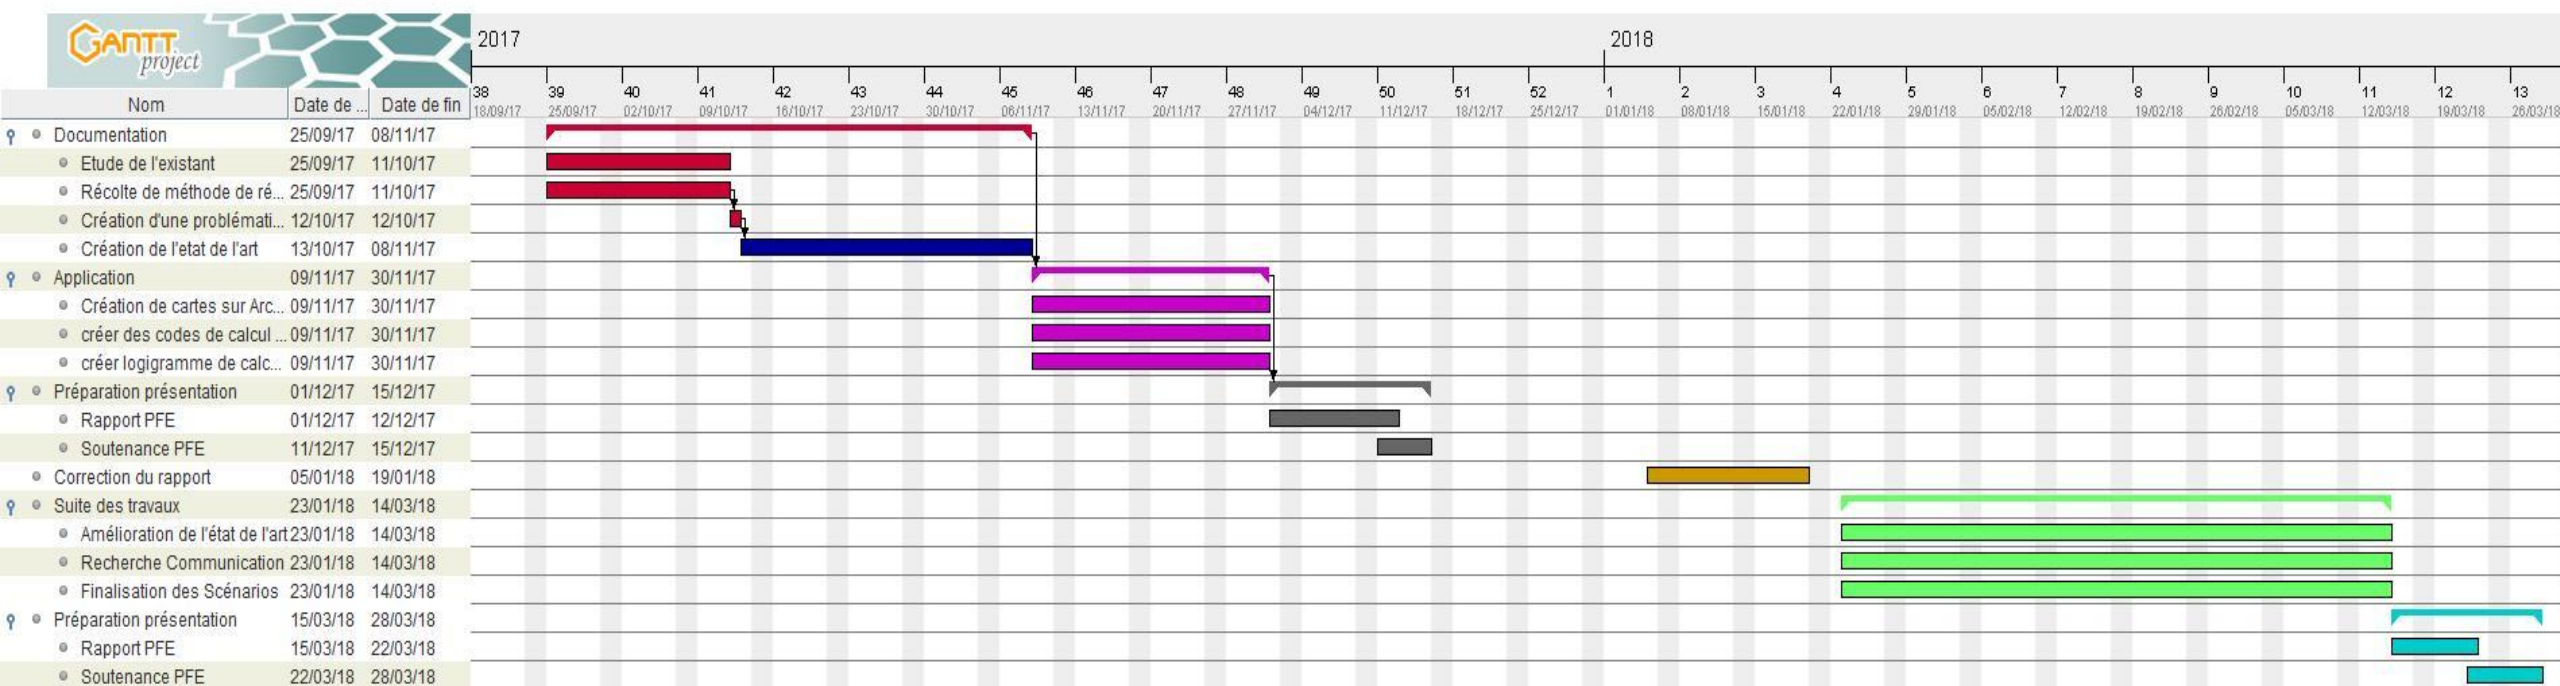 GANTT project
2017 2018
38 39 40 41 42 43 44 45 46 47 48 49 50 51 52 1 2 3 4 5 6 7 8 9 10 11 12 13
18/09/17 25/09/17 02/10/17 09/10/17 16/10/17 23/10/17 30/10/17 06/11/17 13/11/17 20/11/17 27/11/17 04/12/17 11/12/17 18/12/17 25/12/17 01/01/18 08/01/18 15/01/18 22/01/18 29/01/18 05/02/18 12/02/18 19/02/18 26/02/18 05/03/18 12/03/18 19/03/18 26/03/18
Nom Date de ... Date de fin
Documentation 25/09/17 08/11/17
Etude de l'existant 25/09/17 11/10/17
Récolte de méthode de ré... 25/09/17 11/10/17
Création d'une problémati... 12/10/17 12/10/17
Création de l'etat de l'art 13/10/17 08/11/17
Application 09/11/17 30/11/17
Création de cartes sur Arc... 09/11/17 30/11/17
créer des codes de calcul ... 09/11/17 30/11/17
créer logigramme de calc... 09/11/17 30/11/17
Préparation présentation 01/12/17 15/12/17
Rapport PFE 01/12/17 12/12/17
Soutenance PFE 11/12/17 15/12/17
Correction du rapport 05/01/18 19/01/18
Suite des travaux 23/01/18 14/03/18
Amélioration de l'état de l'art 23/01/18 14/03/18
Recherche Communication 23/01/18 14/03/18
Finalisation des Scénarios 23/01/18 14/03/18
Préparation présentation 15/03/18 28/03/18
Rapport PFE 15/03/18 22/03/18
Soutenance PFE 22/03/18 28/03/18